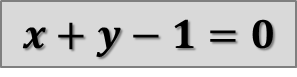 x + y − 1 = 0